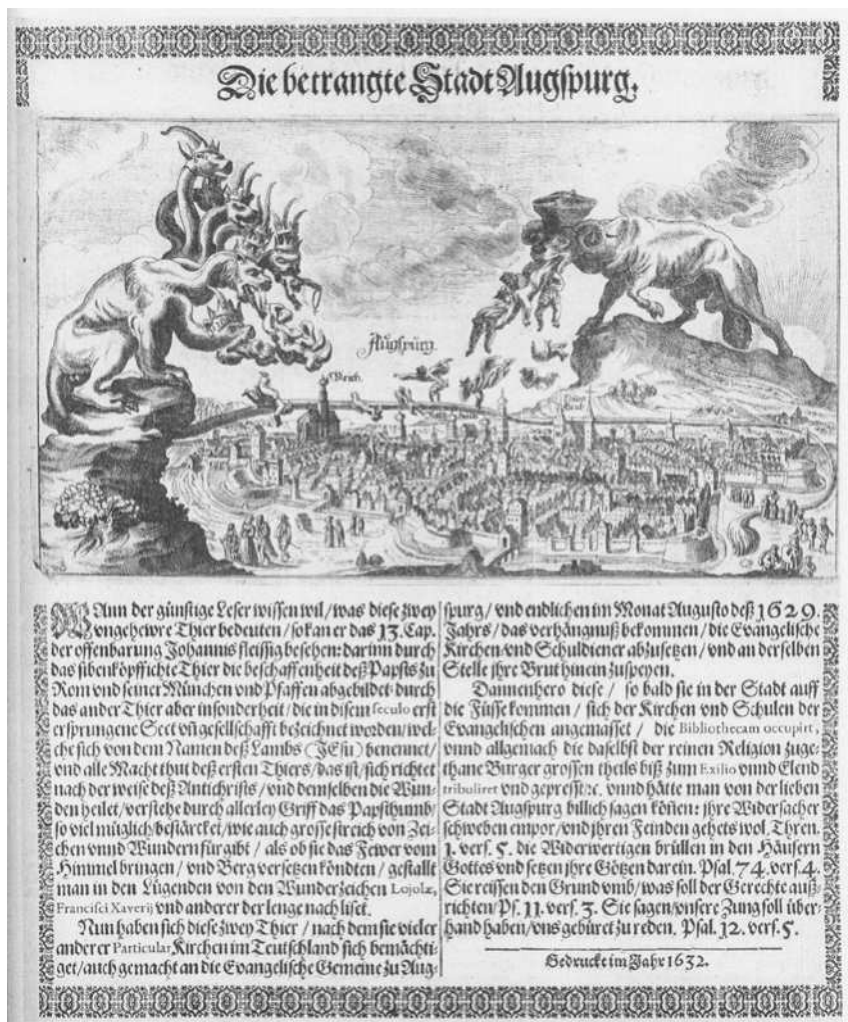 Die betrangte Stadt Augspurg.
Augspurg.
WAnn der günstige Leser wissen wil/was diese zwey
vngehewre Thier bedeuten/so kan er das 13. Cap.
der offenbarung Johannis fleissig besehen: darinn durch
das sibenköpffichte Thier die beschaffenheit deß Papsts zu
Rom vnd seiner München vnd Pfaffen abgebildet: durch
das ander Thier aber insonderheit/die in disem seculo erst
ersprungene Sect vñ gesellschafft bezeichnet worden/wel-
che sich von dem Namen deß Lambs (JEsu) benennet/
vnd alle Macht thut deß ersten Thiers/das ist/sich richtet
nach der weise deß Antichrists/vnd demselben die Wun-
den heilet/verstehe durch allerley Griff das Papsthumb/
so viel müglich/bestärcket/wie auch grosse streich von Zei-
chen vnnd Wundern fürgibt/als ob sie das Fewer vom
Himmel bringen/vnd Berg versetzen köndten/gestallt
man in den Lügenden von den Wunderzeichen Lojolæ,
Francisci Xaverij vnd anderer der lenge nach liset.
Nun haben sich diese zwey Thier/nach dem sie vieler
anderer Particular Kirchen im Teutschland sich bemächti-
get/auch gemacht an die Evangelische Gemeine zu Aug-
spurg/vnd endlichen im Monat Augusto deß 1629.
Jahrs/das verhängnuß bekommen/die Evangelische
Kirchen vnd Schuldiener abzusetzen/vnd an derselben
Stelle ihre Brut hinein zuspeyen.
Dannenhero diese/so bald sie in der Stadt auff
die Füsse kommen/sich der Kirchen vnd Schulen der
Evangelischen angemasset/die Bibliothecam occupirt,
vnnd allgemach die daselbst der reinen Religion zuge-
thane Burger grossen theils biß zum Exilio vnnd Elend
tribuliret vnd gepresst/ꝛc. vnnd hätte man von der lieben
Stadt Augspurg billich sagen köñen: ihre Widersacher
schweben empor/vnd ihren Feinden gehets wol. Thren.
1. vers. 5. die Widerwertigen brüllen in den Häusern
Gottes vnd setzen ihre Götzen darein. Psal. 74. vers. 4.
Sie reissen den Grund vmb/was soll der Gerechte auß-
richten/Ps. 11. vers. 3. Sie sagen/vnsere Zung soll über-
hand haben/vns gebüret zu reden. Psal. 12. vers. 5.
Gedruckt im Jahr 1632.